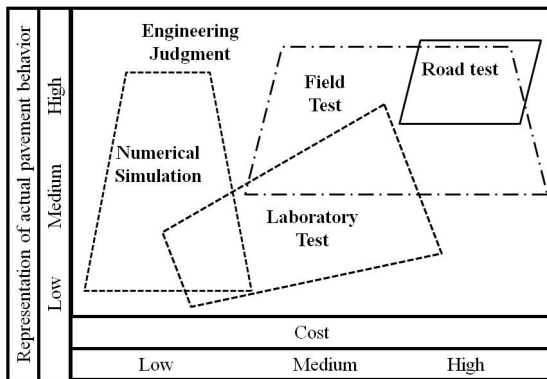 Representation of actual pavement behavior
High
Medium
Low
Engineering
Judgment
Road test
Field
Test
Numerical
Simulation
Laboratory
Test
Cost
Low Medium High